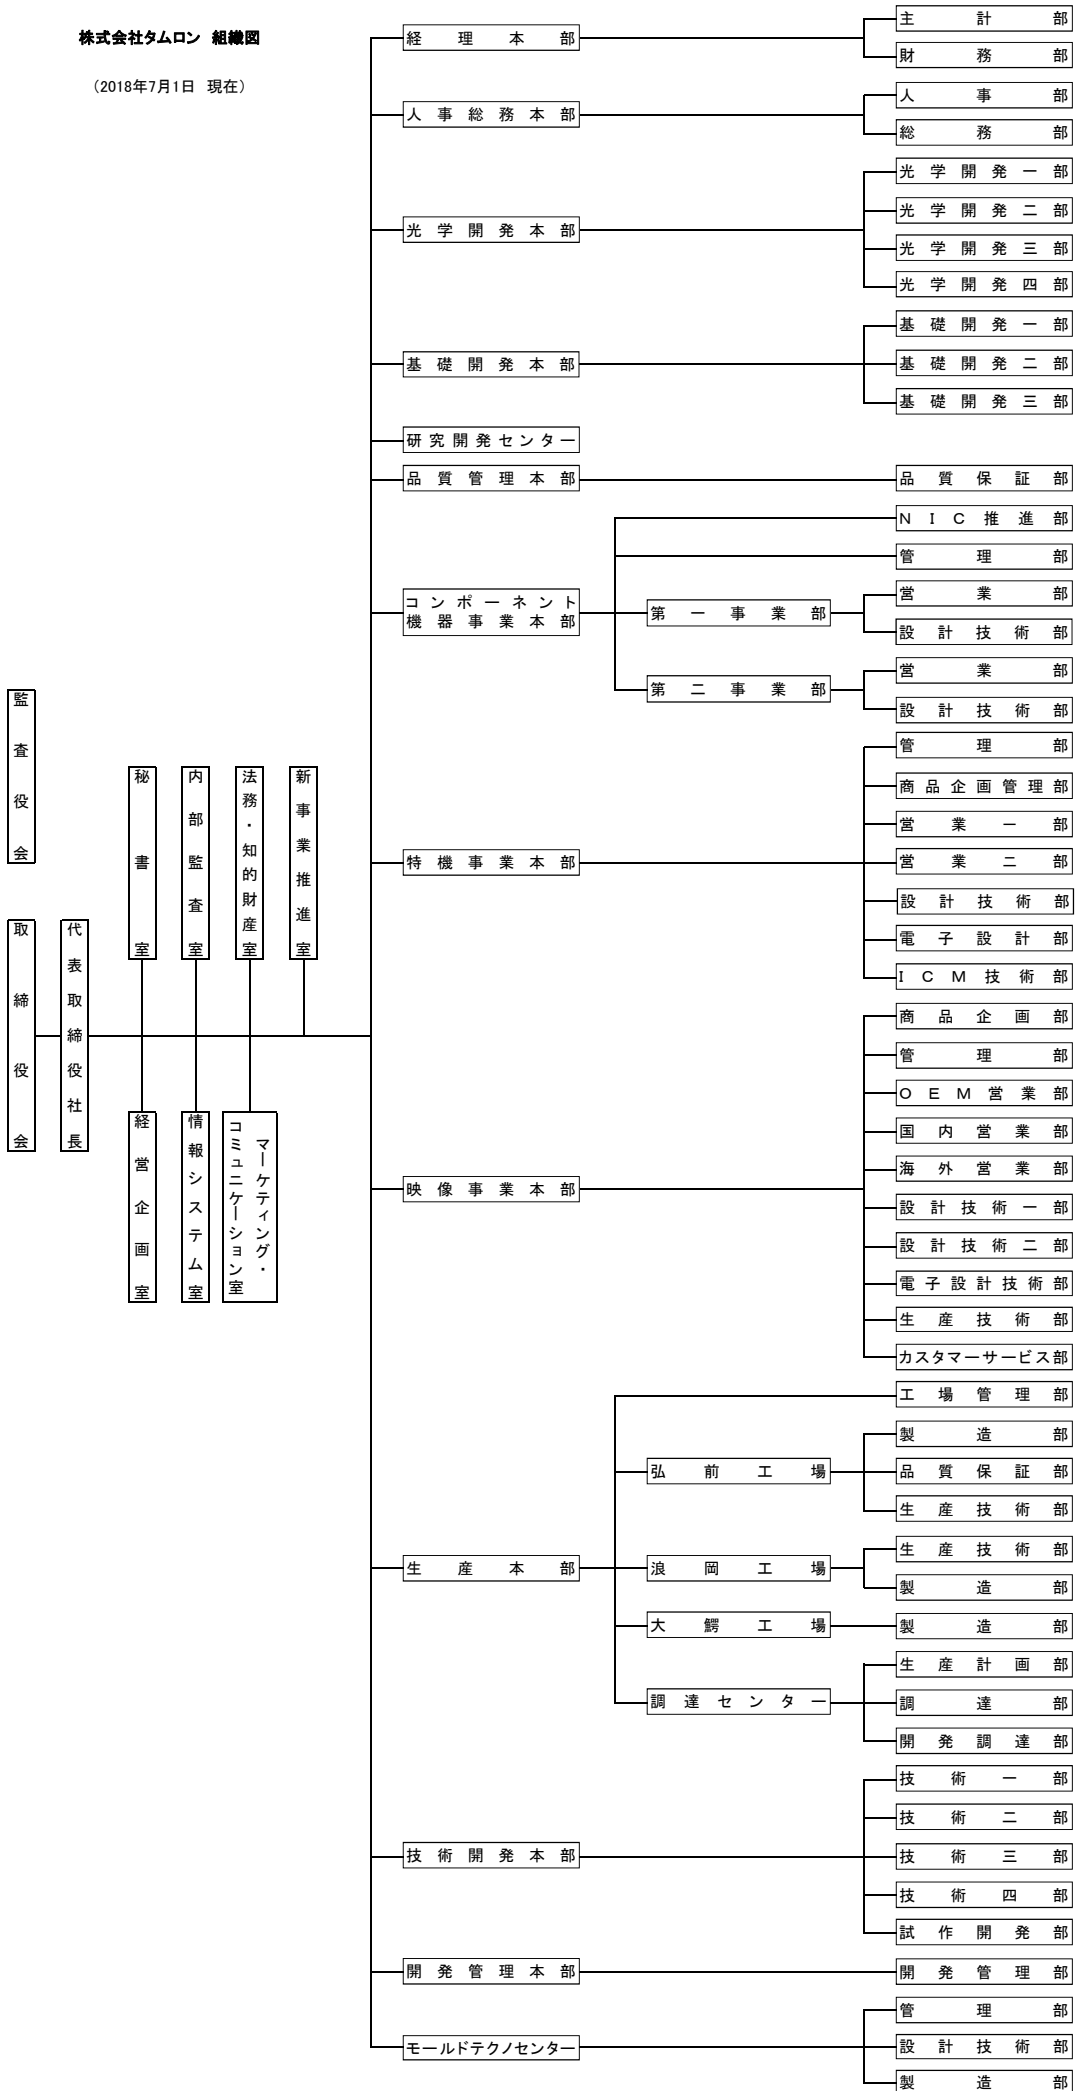 株式会社タムロン 組織図
（2018年7月1日 現在）
監査役会
取締役会
代表取締役社長
秘書室
内部監査室
法務・知的財産室
新事業推進室
経営企画室
情報システム室
マーケティング・
コミュニケーション室
経理本部
主計部
財務部
人事総務本部
人事部
総務部
光学開発本部
光学開発一部
光学開発二部
光学開発三部
光学開発四部
基礎開発本部
基礎開発一部
基礎開発二部
基礎開発三部
研究開発センター
品質管理本部
品質保証部
コンポーネント
機器事業本部
NIC推進部
管理部
第一事業部
営業部
設計技術部
第二事業部
営業部
設計技術部
特機事業本部
管理部
商品企画管理部
営業一部
営業二部
設計技術部
電子設計部
ICM技術部
映像事業本部
商品企画部
管理部
OEM営業部
国内営業部
海外営業部
設計技術一部
設計技術二部
電子設計技術部
生産技術部
カスタマーサービス部
生産本部
工場管理部
弘前工場
製造部
品質保証部
生産技術部
浪岡工場
生産技術部
製造部
大鰐工場
製造部
調達センター
生産計画部
調達部
開発調達部
技術開発本部
技術一部
技術二部
技術三部
技術四部
試作開発部
開発管理本部
開発管理部
モールドテクノセンター
管理部
設計技術部
製造部